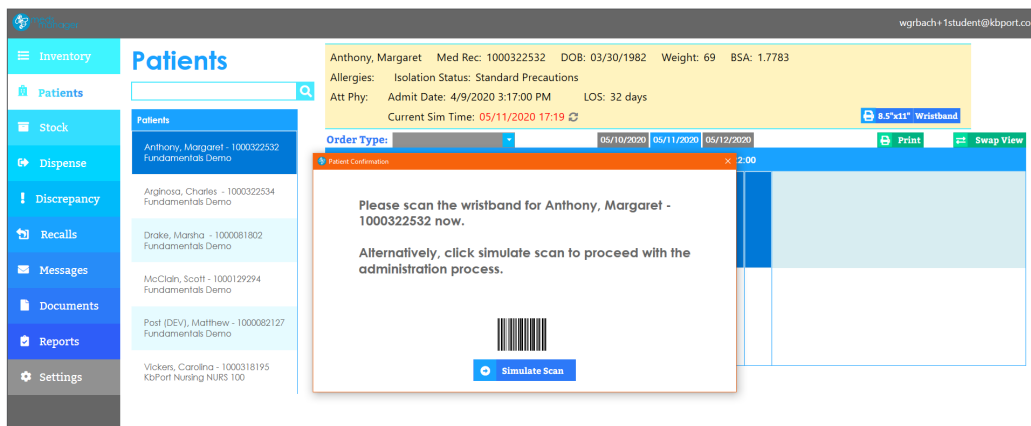 wgrbach+1student@kbport.co
Inventory
Patients
Stock
Dispense
Discrepancy
Recalls
Messages
Documents
Reports
Settings
Patients
Patients
Anthony, Margaret - 1000322532
Fundamentals Demo
Arginosa, Charles - 1000322534
Fundamentals Demo
Drake, Marsha - 1000081802
Fundamentals Demo
McClain, Scott - 1000129294
Fundamentals Demo
Post (DEV), Matthew - 1000082127
Fundamentals Demo
Vickers, Carolina - 1000318195
KbPort Nursing NURS 100
Anthony, Margaret Med Rec: 1000322532 DOB: 03/30/1982 Weight: 69 BSA: 1.7783
Allergies: Isolation Status: Standard Precautions
Att Phy: Admit Date: 4/9/2020 3:17:00 PM LOS: 32 days
Current Sim Time: 05/11/2020 17:19
8.5"x11" Wristband
Order Type: 05/10/2020 05/11/2020 05/12/2020 Print Swap View
2:00
Patient Confirmation
Please scan the wristband for Anthony, Margaret -
1000322532 now.
Alternatively, click simulate scan to proceed with the
administration process.
Simulate Scan